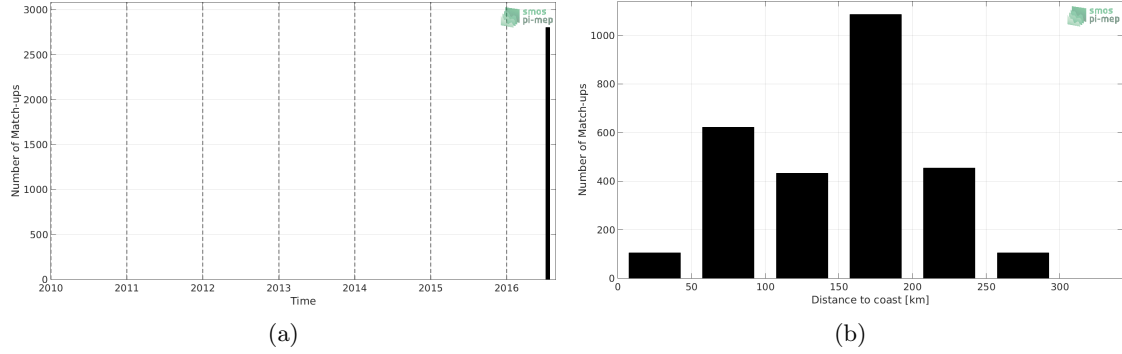 3000
2500
2000
1500
1000
500
0
Number of Match-ups
2010 2011 2012 2013 2014 2015 2016
Time
smos
pi-mep
(a)
1000
800
600
400
200
0
Number of Match-ups
0 50 100 150 200 250 300
Distance to coast [km]
smos
pi-mep
(b)